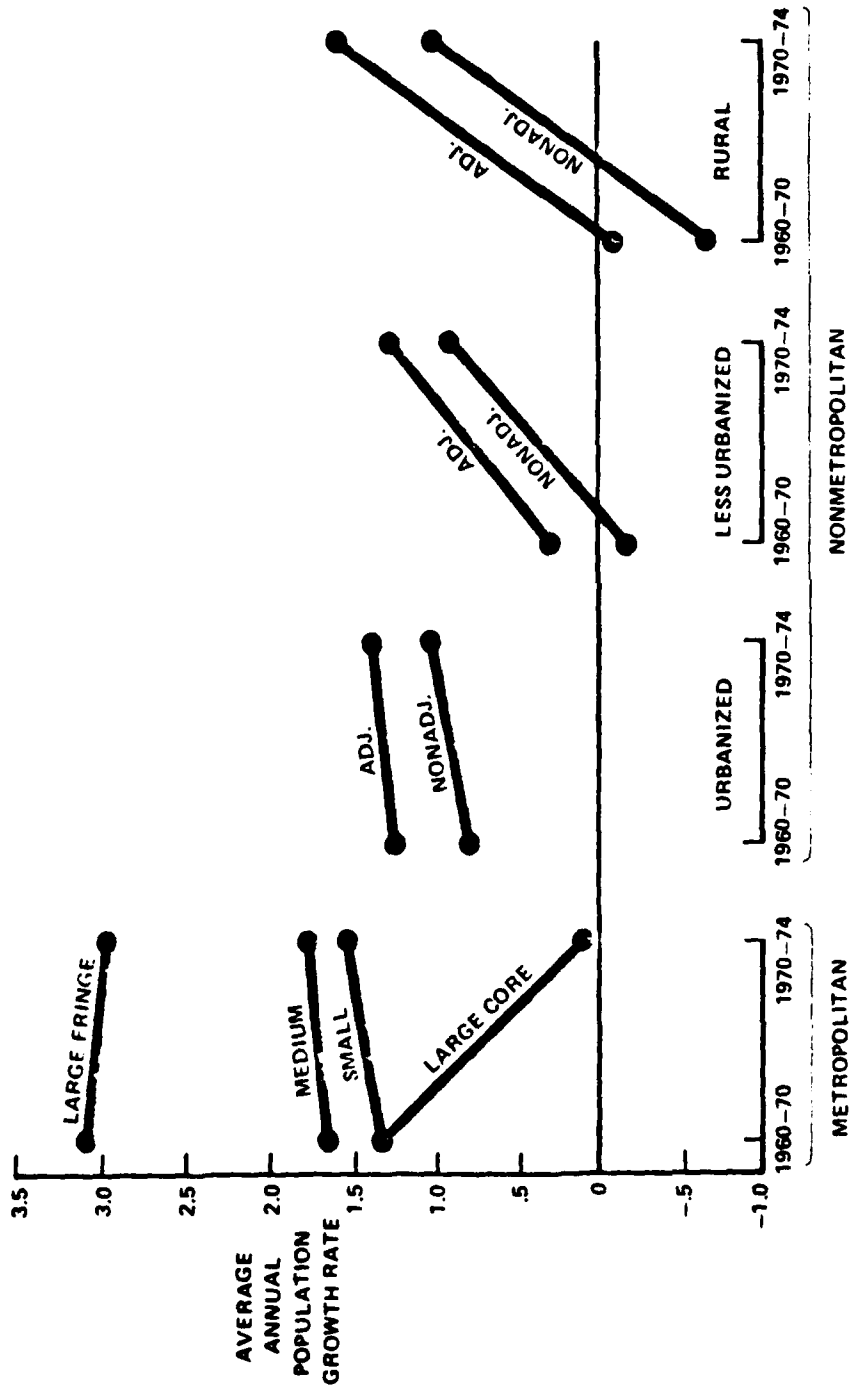 AVERAGE
ANNUAL
POPULATION
GROWTH RATE
3.5
3.0
2.5
2.0
1.5
1.0
.5
0
-.5
-1.0
LARGE FRINGE
MEDIUM
SMALL
LARGE CORE
ADJ.
NONADJ.
ADJ.
NONADJ.
ADJ.
NONADJ.
URBANIZED
LESS URBANIZED
RURAL
1960-70 1970-74 1960-70 1970-74 1960-70 1970-74 1960-70 1970-74
METROPOLITAN NONMETROPOLITAN